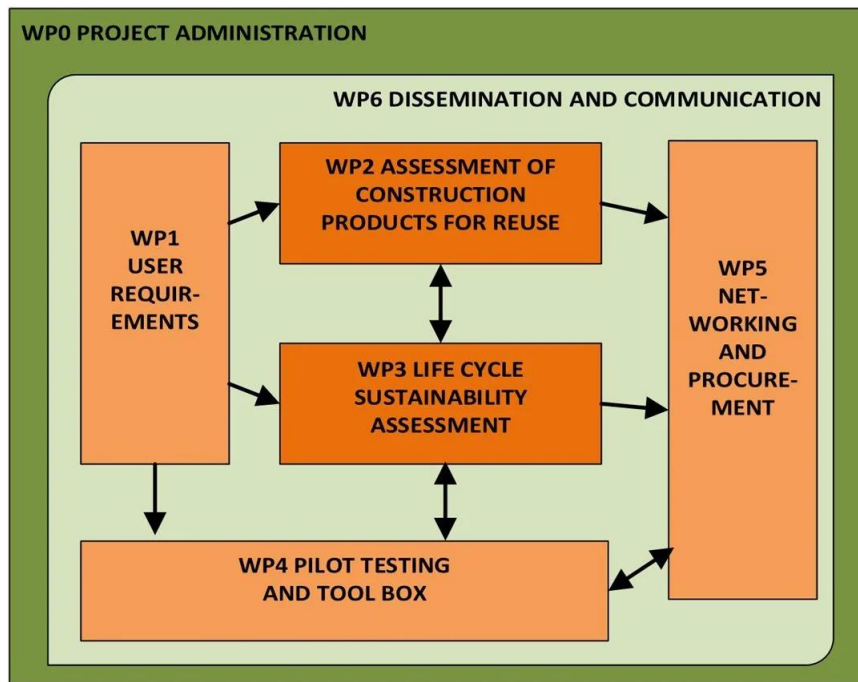 WP0 PROJECT ADMINISTRATION
WP6 DISSEMINATION AND COMMUNICATION
WP1
USER
REQUIR-
EMENTS
WP2 ASSESSMENT OF
CONSTRUCTION
PRODUCTS FOR REUSE
WP3 LIFE CYCLE
SUSTAINABILITY
ASSESSMENT
WP5
NET-
WORKING
AND
PROCURE-
MENT
WP4 PILOT TESTING
AND TOOL BOX